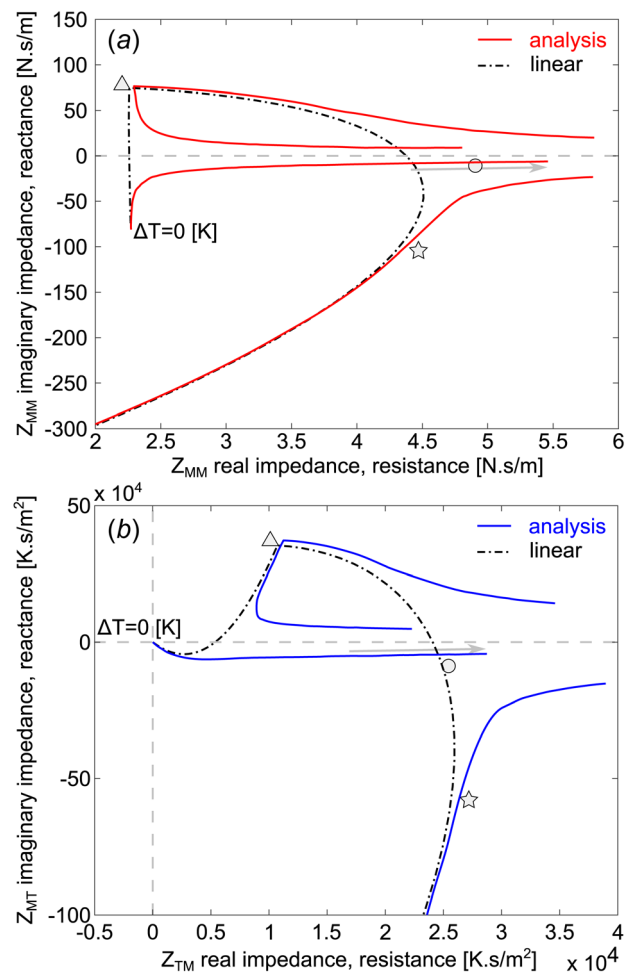 (a)
analysis
linear
Z_MM imaginary impedance, reactance [N.s/m]
100
50
0
-50
-100
-150
-200
-250
-300
ΔT=0 [K]
2 2.5 3 3.5 4 4.5 5 5.5 6
Z_MM real impedance, resistance [N.s/m]
x 10^4
(b)
analysis
linear
Z_MT imaginary impedance, reactance [K.s/m²]
50
0
-50
-100
ΔT=0 [K]
-0.5 0 0.5 1 1.5 2 2.5 3 3.5 4
Z_TM real impedance, resistance [K.s/m²]
x 10^4